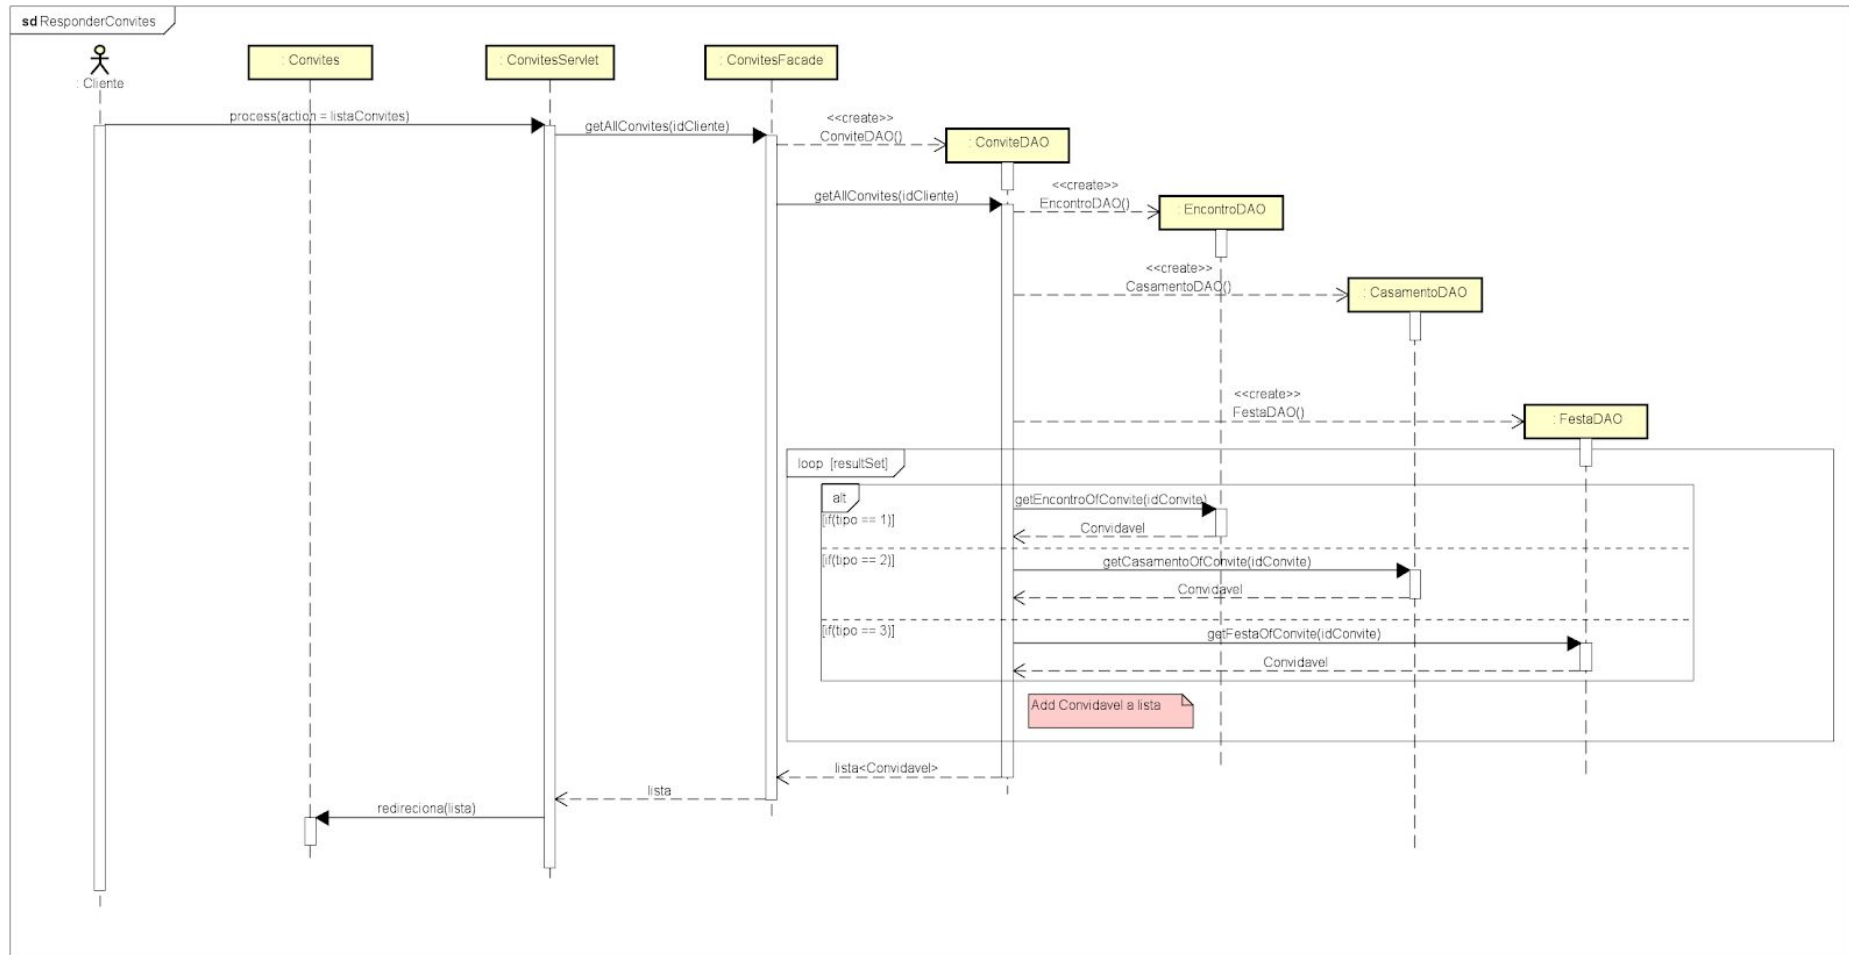 sd ResponderConvites
: Cliente
: Convites
: ConvitesServlet
: ConvitesFacade
process(action = listaConvites)
getAllConvites(idCliente)
<<create>>
ConviteDAO()
: ConviteDAO
getAllConvites(idCliente)
<<create>>
EncontroDAO()
: EncontroDAO
<<create>>
CasamentoDAO()
: CasamentoDAO
<<create>>
FestaDAO()
: FestaDAO
loop [resultSet]
alt
getEncontroOfConvite(idConvite)
[if(tipo == 1)]
Convidavel
[if(tipo == 2)]
getCasamentoOfConvite(idConvite)
Convidavel
[if(tipo == 3)]
getFestaOfConvite(idConvite)
Convidavel
Add Convidavel a lista
lista<Convidavel>
lista
redireciona(lista)